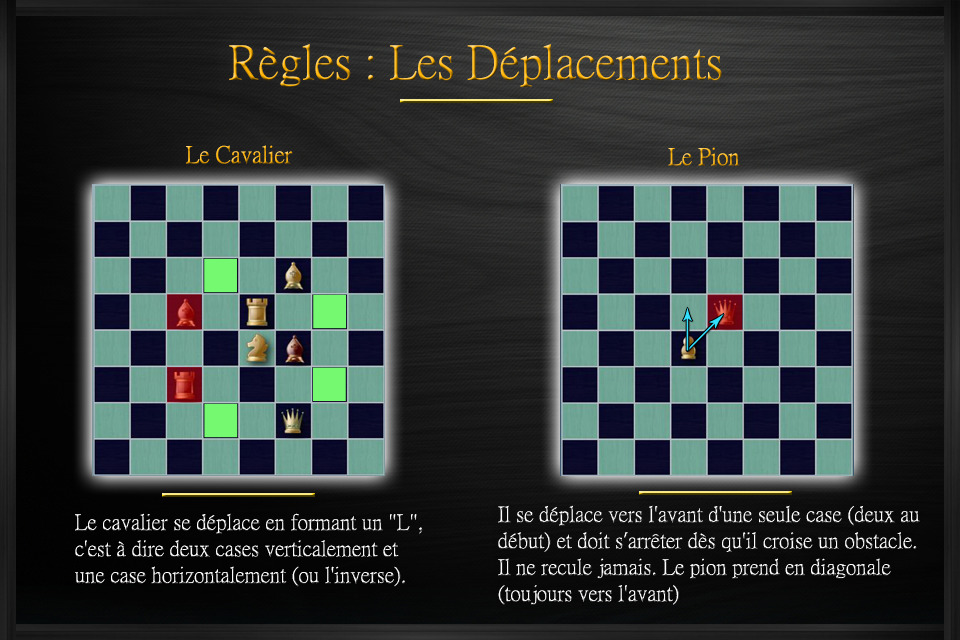 Règles : Les Déplacements
Le Cavalier
Le cavalier se déplace en formant un "L",
c'est à dire deux cases verticalement et
une case horizontalement (ou l'inverse).
Le Pion
Il se déplace vers l'avant d'une seule case (deux au
début) et doit s'arrêter dès qu'il croise un obstacle.
Il ne recule jamais. Le pion prend en diagonale
(toujours vers l'avant)